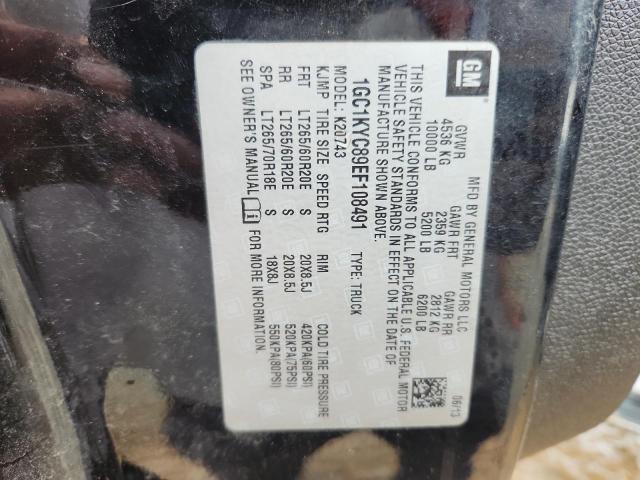 GM
MFD BY GENERAL MOTORS LLC
GVWR GAWR FRT GAWR RR
4536 KG 2359 KG 2812 KG
10000 LB 5200 LB 6200 LB
06/13
THIS VEHICLE CONFORMS TO ALL APPLICABLE U.S. FEDERAL MOTOR
VEHICLE SAFETY STANDARDS IN EFFECT ON THE DATE OF
MANUFACTURE SHOWN ABOVE.
1GC1KYC89EF108491 TYPE: TRUCK
MODEL: K20743
KJMP TIRE SIZE SPEED RTG RIM COLD TIRE PRESSURE
FRT LT265/60R20E S 20X8.5J 420KPA(60PSI)
RR LT265/60R20E S 20X8.5J 520KPA(75PSI)
SPA LT265/70R18E S 18X8J 550KPA(80PSI)
SEE OWNER'S MANUAL FOR MORE INFORMATION.